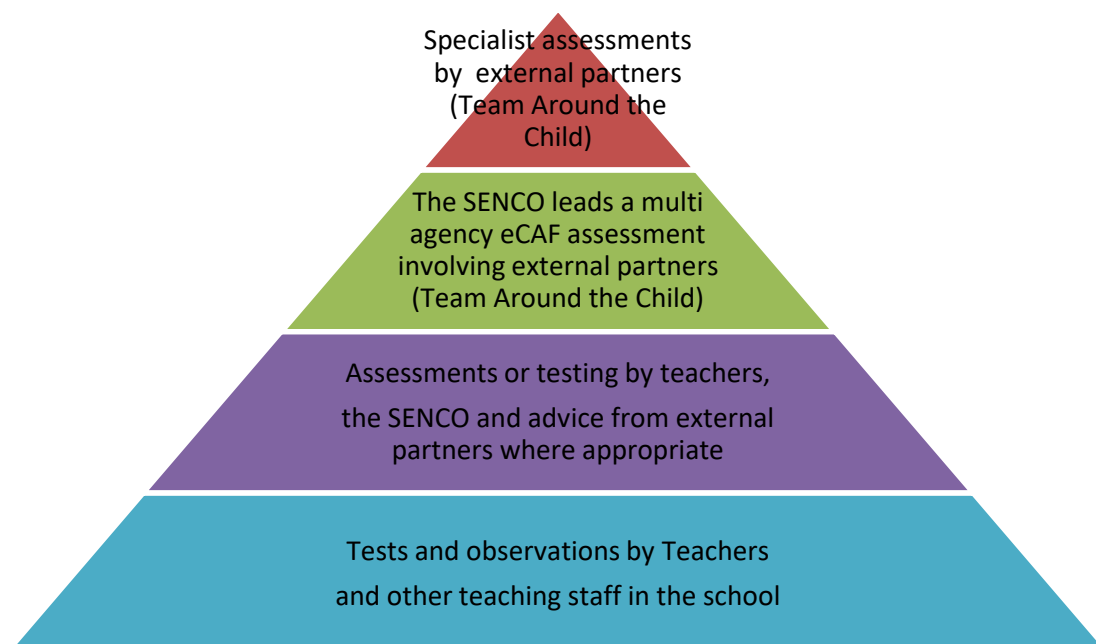 Specialist assessments
by external partners
(Team Around the
Child)
The SENCO leads a multi
agency eCAF assessment
involving external partners
(Team Around the Child)
Assessments or testing by teachers,
the SENCO and advice from external
partners where appropriate
Tests and observations by Teachers
and other teaching staff in the school